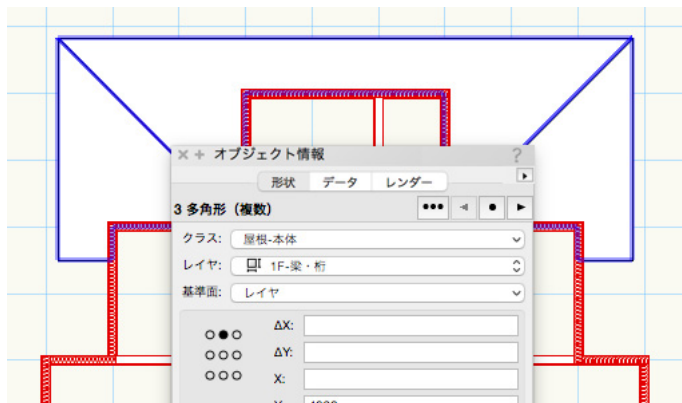 オブジェクト情報
?
形状 データ レンダー
3 多角形（複数）
クラス: 屋根-本体
レイヤ: 1F-梁・桁
基準面: レイヤ
ΔX:
ΔY:
X: